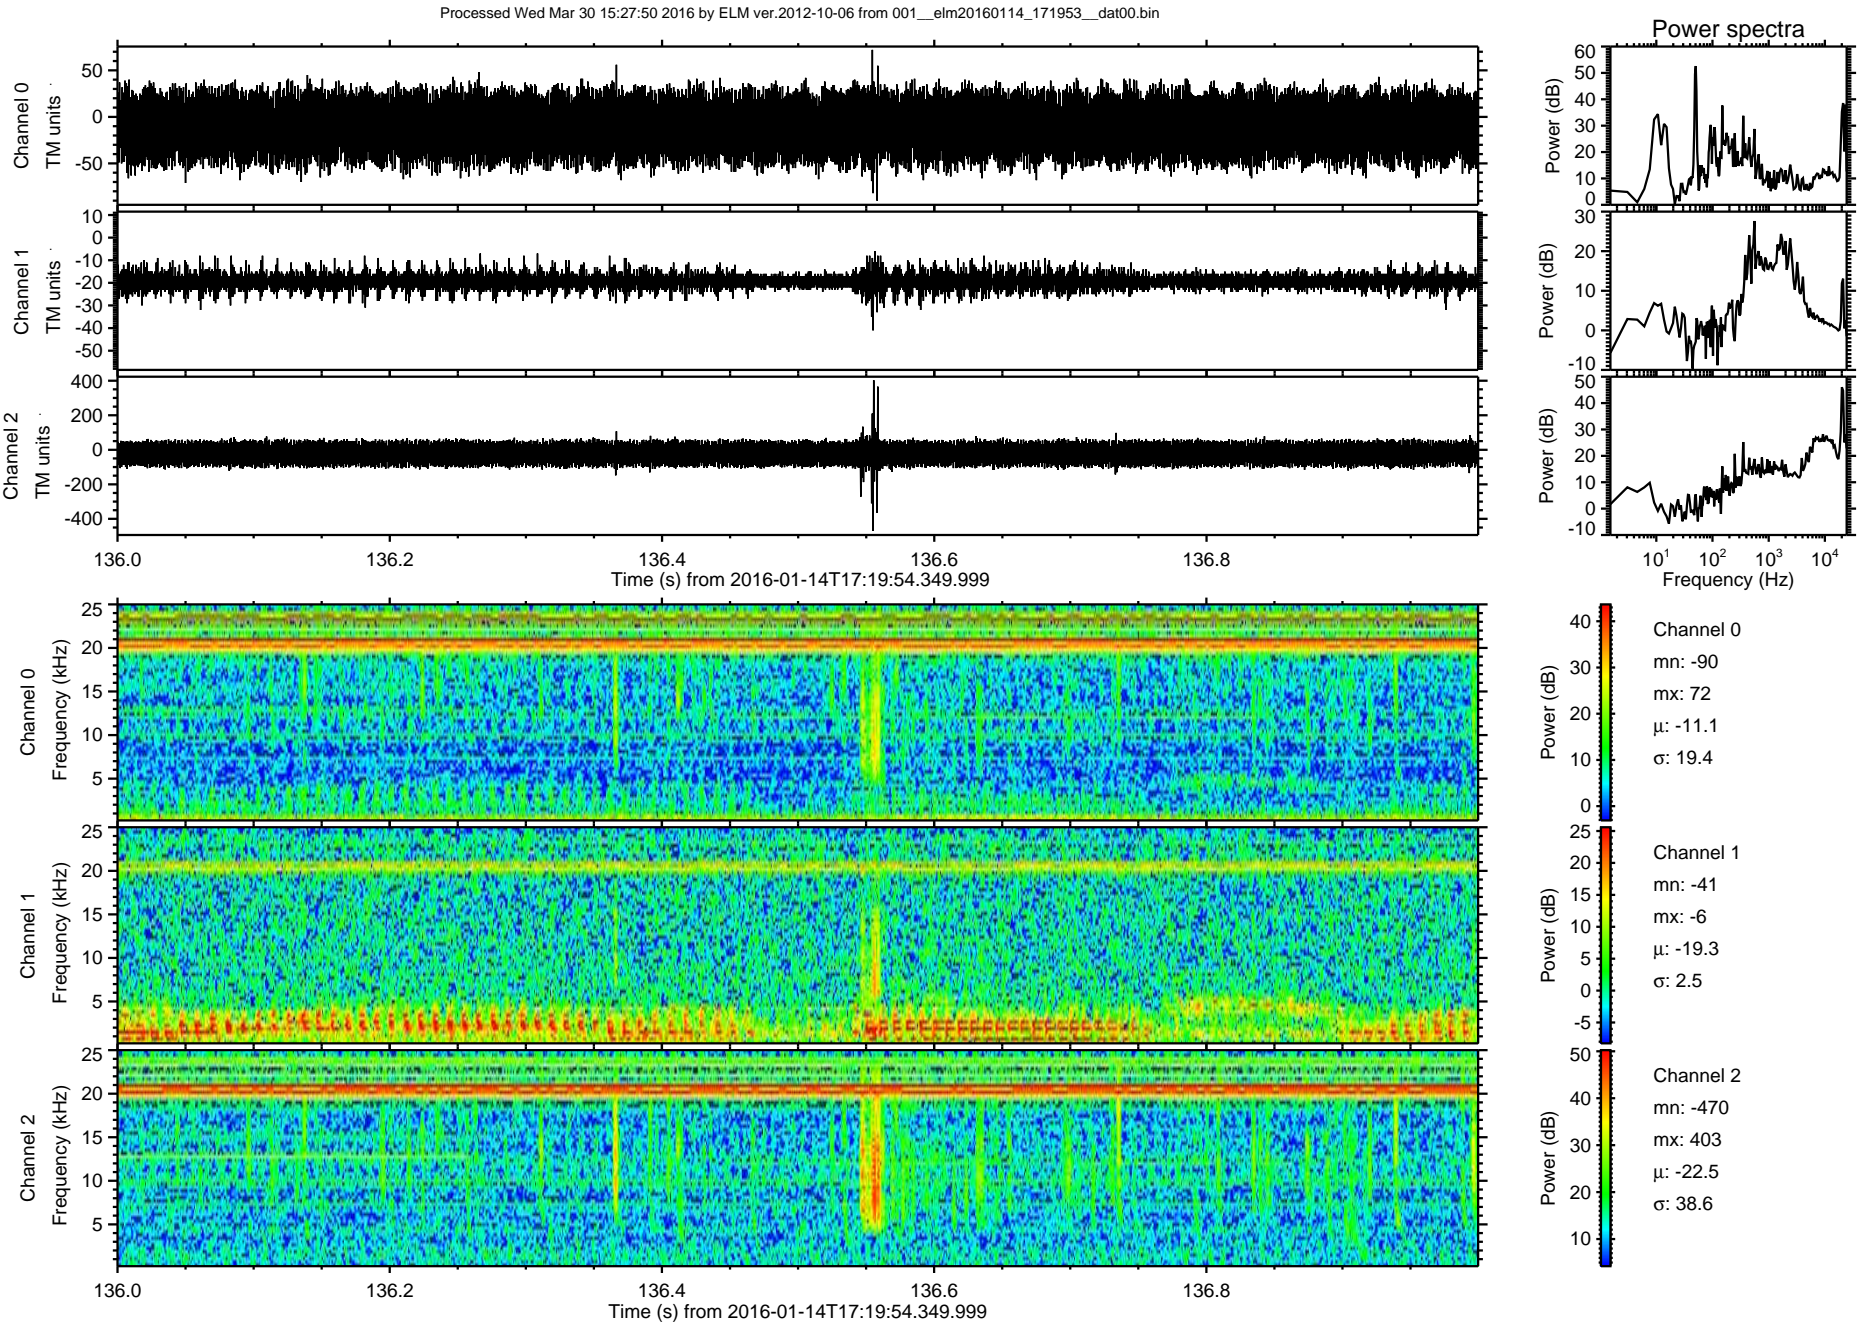 Processed Wed Mar 30 15:27:50 2016 by ELM ver.2012-10-06 from 001__elm20160114_171953__dat00.bin
Power spectra
Channel 0
TM units
50
0
-50
Power (dB)
60
50
40
30
20
10
0
Channel 1
TM units
10
0
-10
-20
-30
-40
-50
Power (dB)
30
20
10
0
-10
Channel 2
TM units
400
200
0
-200
-400
Power (dB)
50
40
30
20
10
0
-10
136.0 136.2 136.4 136.6 136.8
Time (s) from 2016-01-14T17:19:54.349.999
10¹ 10² 10³ 10⁴
Frequency (Hz)
Channel 0
Frequency (kHz)
25
20
15
10
5
Power (dB)
40
30
20
10
0
Channel 0
mn: -90
mx: 72
μ: -11.1
σ: 19.4
Channel 1
Frequency (kHz)
25
20
15
10
5
Power (dB)
25
20
15
10
5
0
-5
Channel 1
mn: -41
mx: -6
μ: -19.3
σ: 2.5
Channel 2
Frequency (kHz)
25
20
15
10
5
Power (dB)
50
40
30
20
10
Channel 2
mn: -470
mx: 403
μ: -22.5
σ: 38.6
136.0 136.2 136.4 136.6 136.8
Time (s) from 2016-01-14T17:19:54.349.999